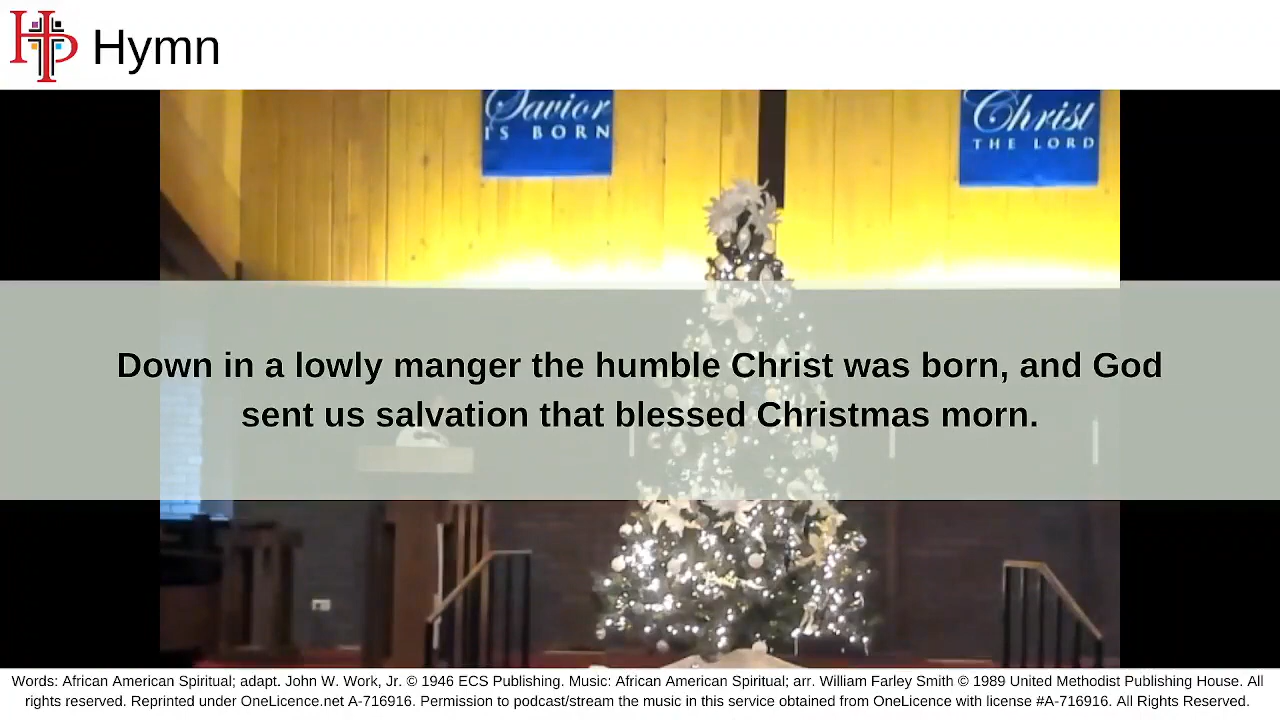 Hymn
Savior
IS BORN
Christ
THE LORD
Down in a lowly manger the humble Christ was born, and God
sent us salvation that blessed Christmas morn.
Words: African American Spiritual; adapt. John W. Work, Jr. © 1946 ECS Publishing. Music: African American Spiritual; arr. William Farley Smith © 1989 United Methodist Publishing House. All
rights reserved. Reprinted under OneLicence.net A-716916. Permission to podcast/stream the music in this service obtained from OneLicence with license #A-716916. All Rights Reserved.